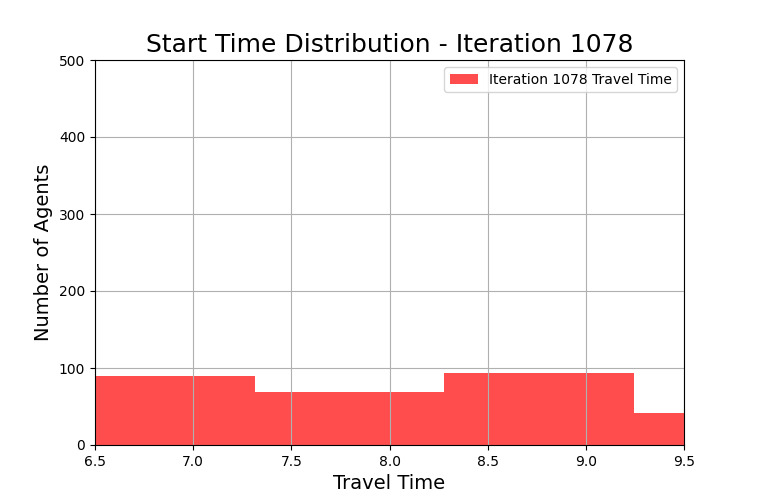 Start Time Distribution - Iteration 1078
Iteration 1078 Travel Time
Number of Agents
500
400
300
200
100
0
6.5 7.0 7.5 8.0 8.5 9.0 9.5
Travel Time